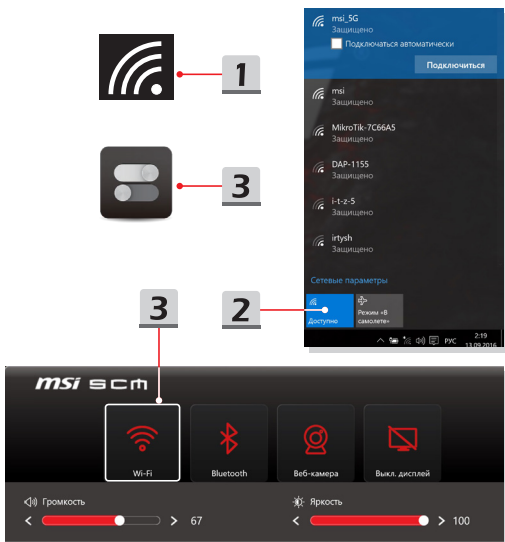 1
3
3
2
msi_5G
Защищено
Подключаться автоматически
Подключиться
msi
Защищено
MikroTik-7C66A5
Защищено
DAP-1155
Защищено
i-t-z-5
Защищено
irtysh
Защищено
Сетевые параметры
Доступно
Режим «В
самолете»
РУС
2:19
13.09.2016
msi SCM
Wi-Fi
Bluetooth
Веб-камера
Выкл. дисплей
Громкость
67
Яркость
100